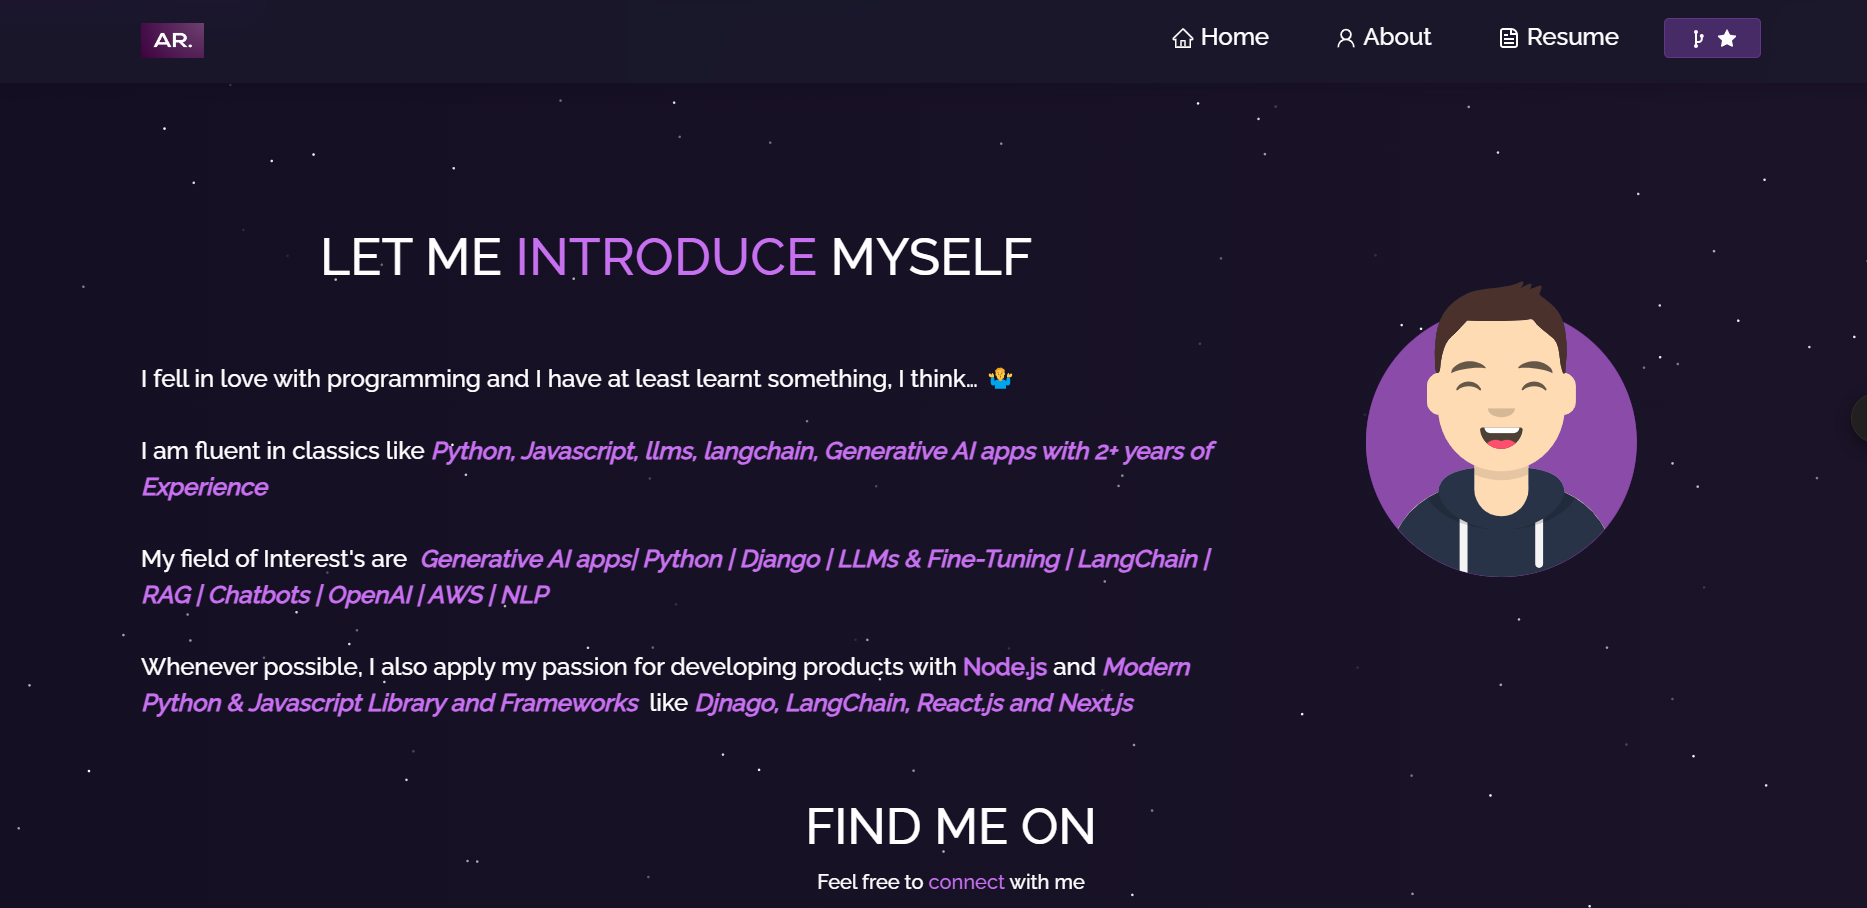 AR.
Home
About
Resume
LET ME INTRODUCE MYSELF
I fell in love with programming and I have at least learnt something, I think… 🤷‍♂️
I am fluent in classics like Python, Javascript, llms, langchain, Generative AI apps with 2+ years of
Experience
My field of Interest's are Generative AI apps| Python | Django | LLMs & Fine-Tuning | LangChain |
RAG | Chatbots | OpenAI | AWS | NLP
Whenever possible, I also apply my passion for developing products with Node.js and Modern
Python & Javascript Library and Frameworks like Djnago, LangChain, React.js and Next.js
FIND ME ON
Feel free to connect with me